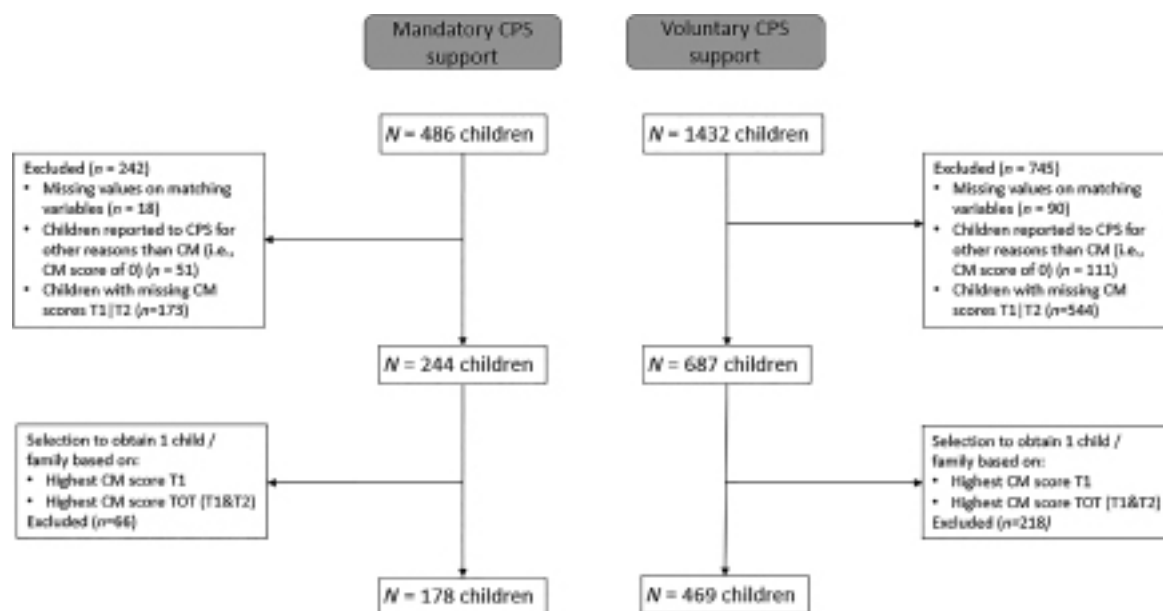 Mandatory CPS
support
Voluntary CPS
support
N = 486 children
N = 1432 children
Excluded (n = 242)
• Missing values on matching
variables (n = 18)
• Children reported to CPS for
other reasons than CM (i.e.,
CM score of 0) (n = 51)
• Children with missing CM
scores T1|T2 (n=173)
Excluded (n = 745)
• Missing values on matching
variables (n = 90)
• Children reported to CPS for
other reasons than CM (i.e.,
CM score of 0) (n = 111)
• Children with missing CM
scores T1|T2 (n=544)
N = 244 children
N = 687 children
Selection to obtain 1 child /
family based on:
• Highest CM score T1
• Highest CM score TOT (T1&T2)
Excluded (n=66)
Selection to obtain 1 child /
family based on:
• Highest CM score T1
• Highest CM score TOT (T1&T2)
Excluded (n=218)
N = 178 children
N = 469 children